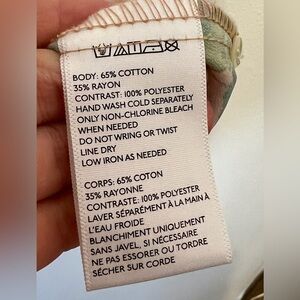 BODY: 65% COTTON
35% RAYON
CONTRAST: 100% POLYESTER
HAND WASH COLD SEPARATELY
ONLY NON-CHLORINE BLEACH
WHEN NEEDED
DO NOT WRING OR TWIST
LINE DRY
LOW IRON AS NEEDED
CORPS: 65% COTON
35% RAYONNE
CONTRASTE: 100% POLYESTER
LAVER SÉPARÉMENT À LA MAIN À
L'EAU FROIDE
BLANCHIMENT UNIQUEMENT
SANS JAVEL, SI NÉCESSAIRE
NE PAS ESSORER OU TORDRE
SÉCHER SUR CORDE